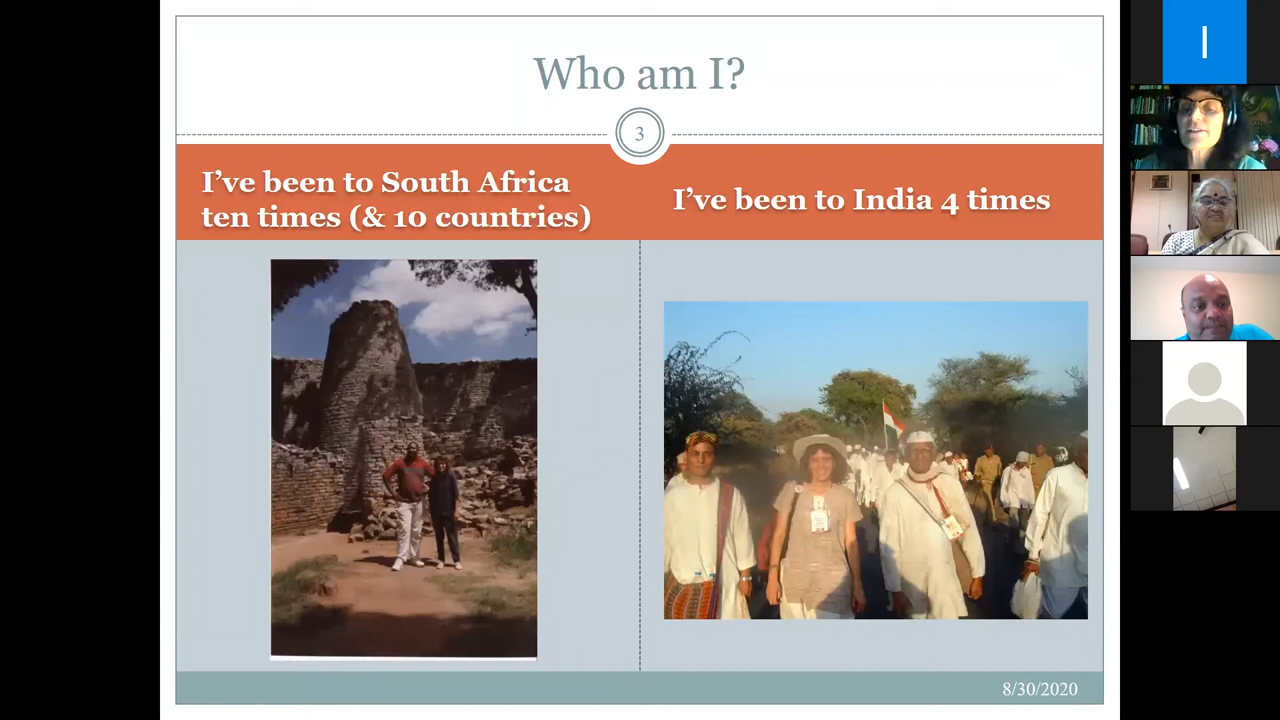 Who am I?
3
I’ve been to South Africa
ten times (& 10 countries)
I’ve been to India 4 times
8/30/2020
I